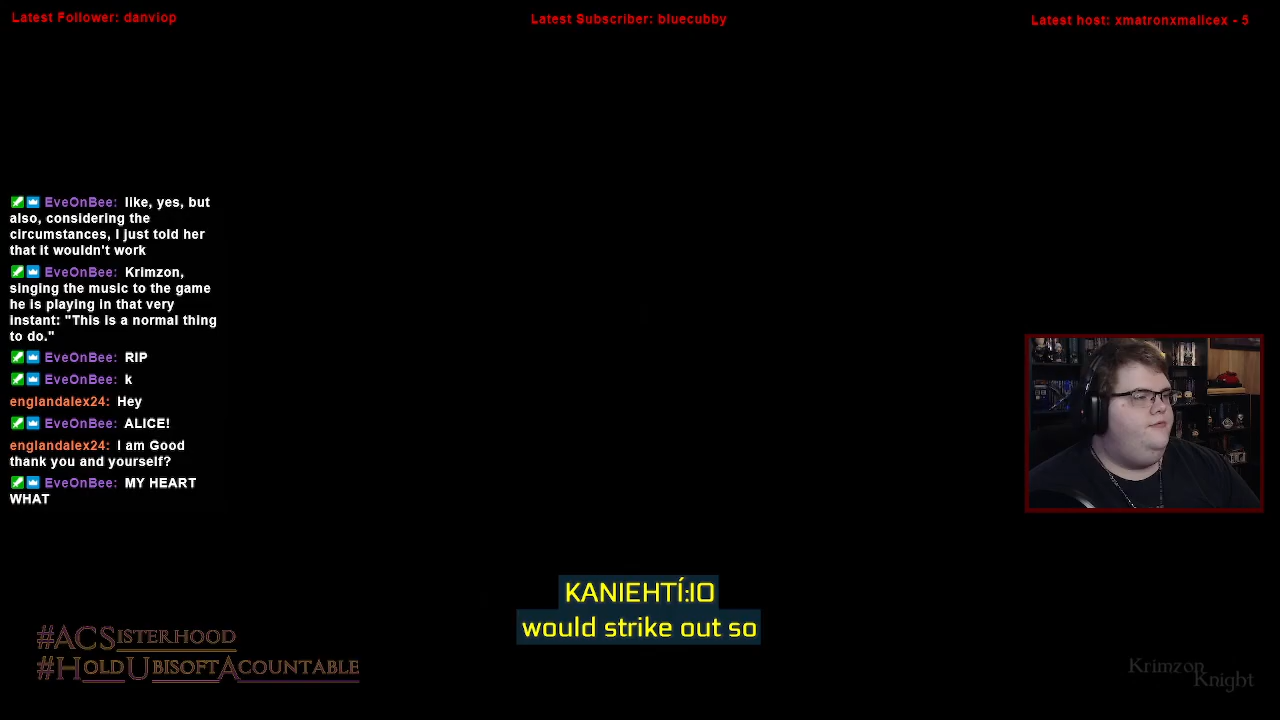 Latest Follower: danvlop
Latest Subscriber: bluecubby
Latest host: xmatronxmalicex - 5
EveOnBee: like, yes, but
also, considering the
circumstances, I just told her
that it wouldn't work
EveOnBee: Krimzon,
singing the music to the game
he is playing in that very
instant: "This is a normal thing
to do."
EveOnBee: RIP
EveOnBee: k
englandalex24: Hey
EveOnBee: ALICE!
englandalex24: I am Good
thank you and yourself?
EveOnBee: MY HEART
WHAT
KANIEHTÍ:IO
would strike out so
#ACSisterhood
#HoldUbisoftAcountable
Krimzon
Knight